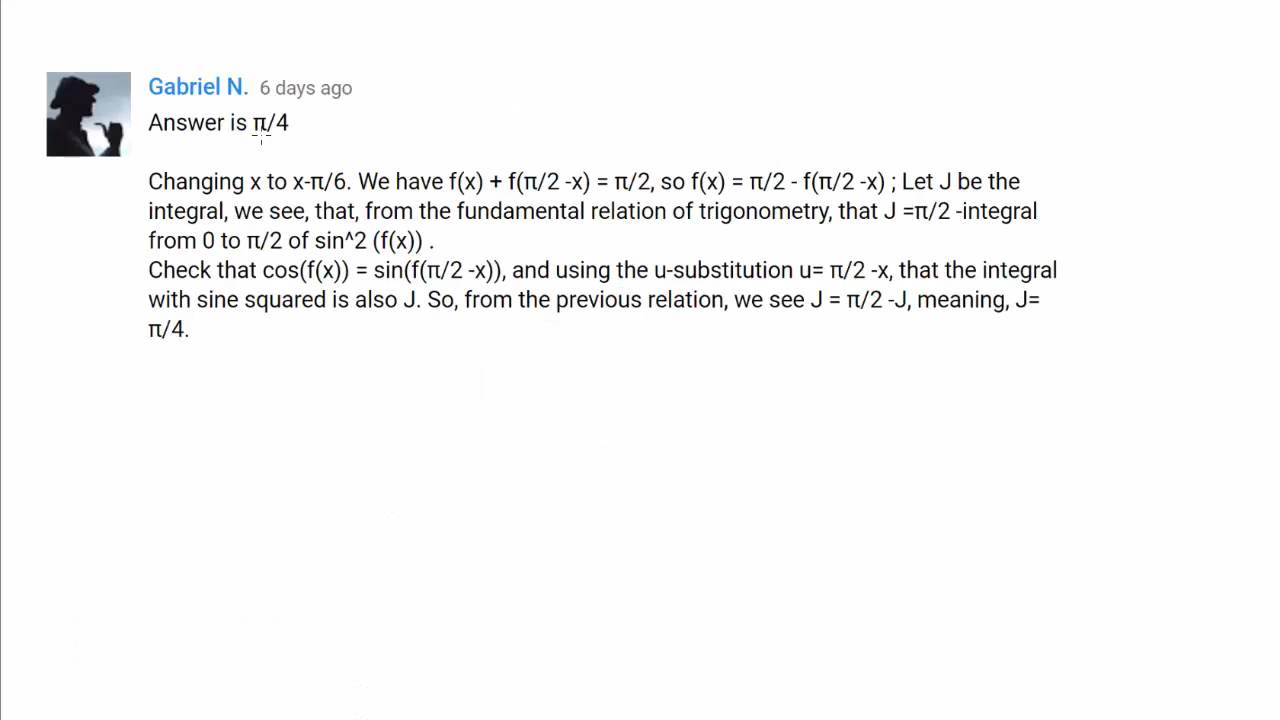 Gabriel N. 6 days ago
Answer is π/4
Changing x to x-π/6. We have f(x) + f(π/2 -x) = π/2, so f(x) = π/2 - f(π/2 -x) ; Let J be the
integral, we see, that, from the fundamental relation of trigonometry, that J =π/2 -integral
from 0 to π/2 of sin^2 (f(x)) .
Check that cos(f(x)) = sin(f(π/2 -x)), and using the u-substitution u= π/2 -x, that the integral
with sine squared is also J. So, from the previous relation, we see J = π/2 -J, meaning, J=
π/4.